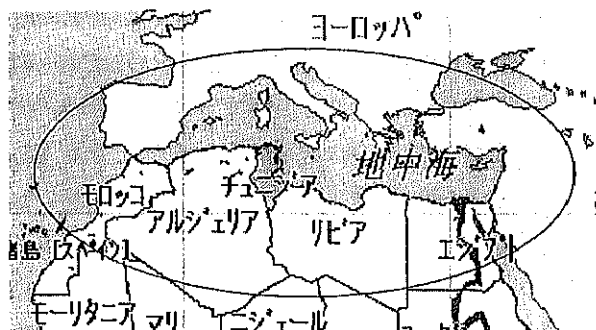 ヨーロッパ
地中海
モロッコ
チュニジア
アルジェリア
リビア
エジプト
諸島 [スペイン]
モーリタニア
マリ
ニジェール